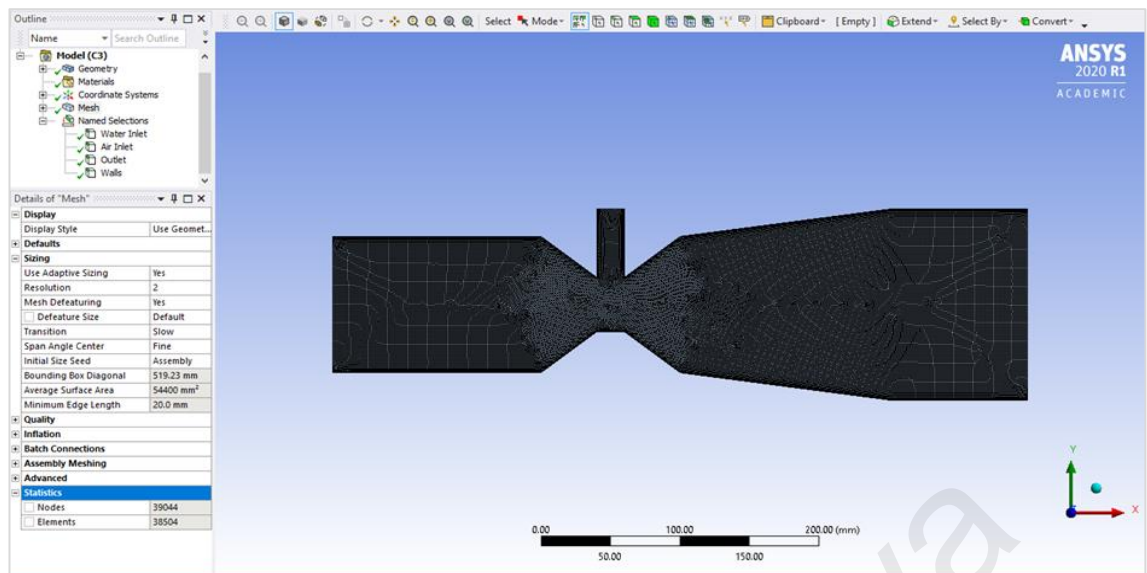 Outline
Name
Search Outline
Select
Mode
Clipboard
[ Empty ]
Extend
Select By
Convert
Model (C3)
Geometry
Materials
Coordinate Systems
Mesh
Named Selections
Water Inlet
Air Inlet
Outlet
Walls
Details of "Mesh"
Display
Display Style Use Geomet...
Defaults
Sizing
Use Adaptive Sizing Yes
Resolution 2
Mesh Defeaturing Yes
Defeature Size Default
Transition Slow
Span Angle Center Fine
Initial Size Seed Assembly
Bounding Box Diagonal 519.23 mm
Average Surface Area 54400 mm²
Minimum Edge Length 20.0 mm
Quality
Inflation
Batch Connections
Assembly Meshing
Advanced
Statistics
Nodes 39044
Elements 38504
ANSYS
2020 R1
ACADEMIC
Y
X
0.00 100.00 200.00 (mm)
50.00 150.00